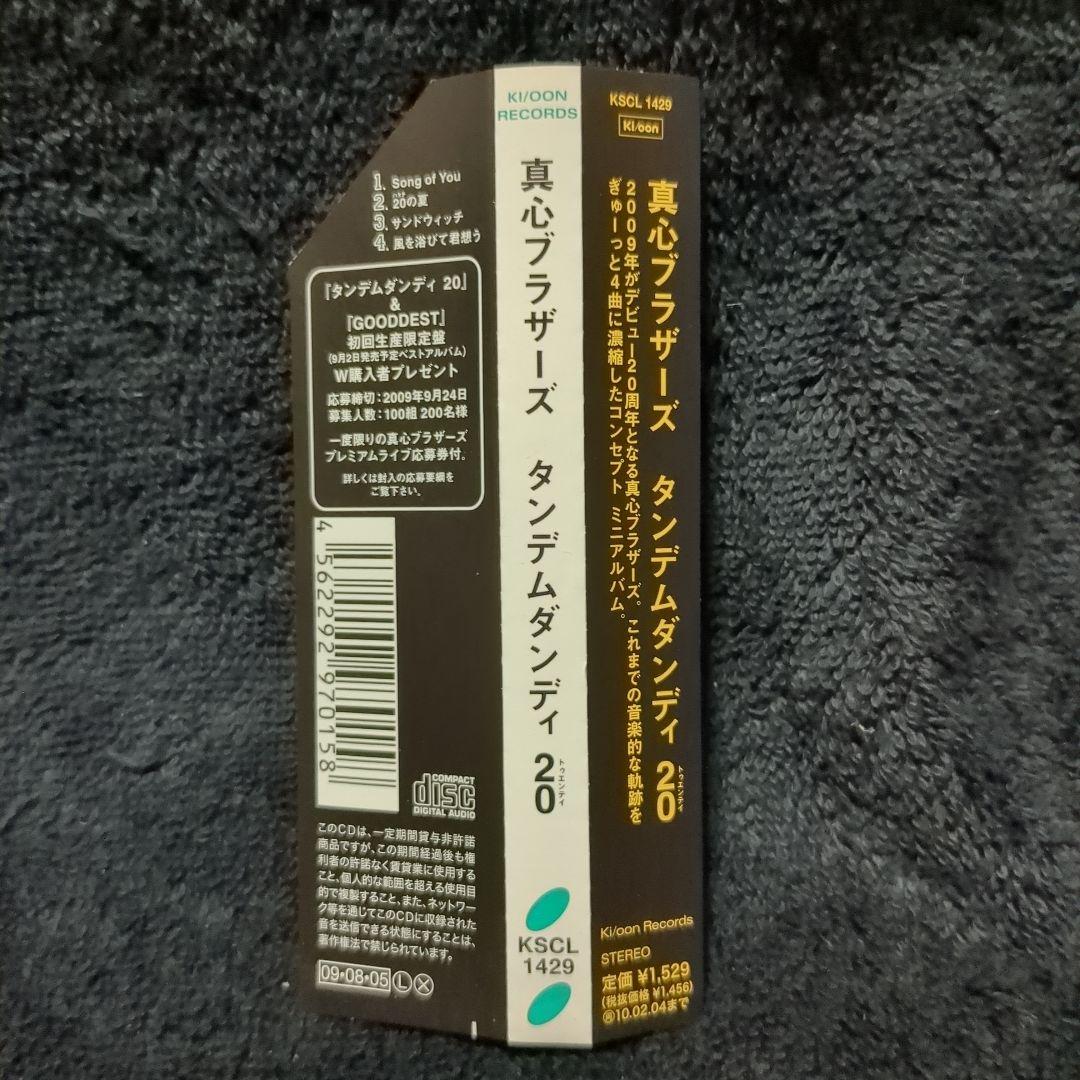 1. Song of You
2. 20の夏
ハタチ
3. サンドウィッチ
4. 風を浴びて君想う
『タンデムダンディ 20』
&
『GOODDEST』
初回生産限定盤
(9月2日発売予定ベストアルバム)
W購入者プレゼント
応募締切：2009年9月24日
募集人数：100組 200名様
一度限りの真心ブラザーズ
プレミアムライブ応募券付。
詳しくは封入の応募要綱を
ご覧下さい。
4 562292 970158
COMPACT
disc
DIGITAL AUDIO
このCDは、一定期間貸与非許諾
商品ですが、この期間経過後も権
利者の許諾なく賃貸業に使用する
こと、個人的な範囲を超える使用目
的で複製すること、また、ネットワー
ク等を通じてこのCDに収録された
音を送信できる状態にすることは、
著作権法で禁じられています。
09・08・05 L X
KI/OON
RECORDS
真心ブラザーズ タンデムダンディ 20
トゥエンティ
KSCL
1429
KSCL 1429
Ki/oon
真心ブラザーズ タンデムダンディ 20
トゥエンティ
2009年がデビュー20周年となる真心ブラザーズ。これまでの音楽的な軌跡を
ぎゅーっと4曲に濃縮したコンセプト ミニアルバム。
Ki/oon Records
STEREO
定価 ¥1,529
(税抜価格 ¥1,456)
㊐10.02.04まで